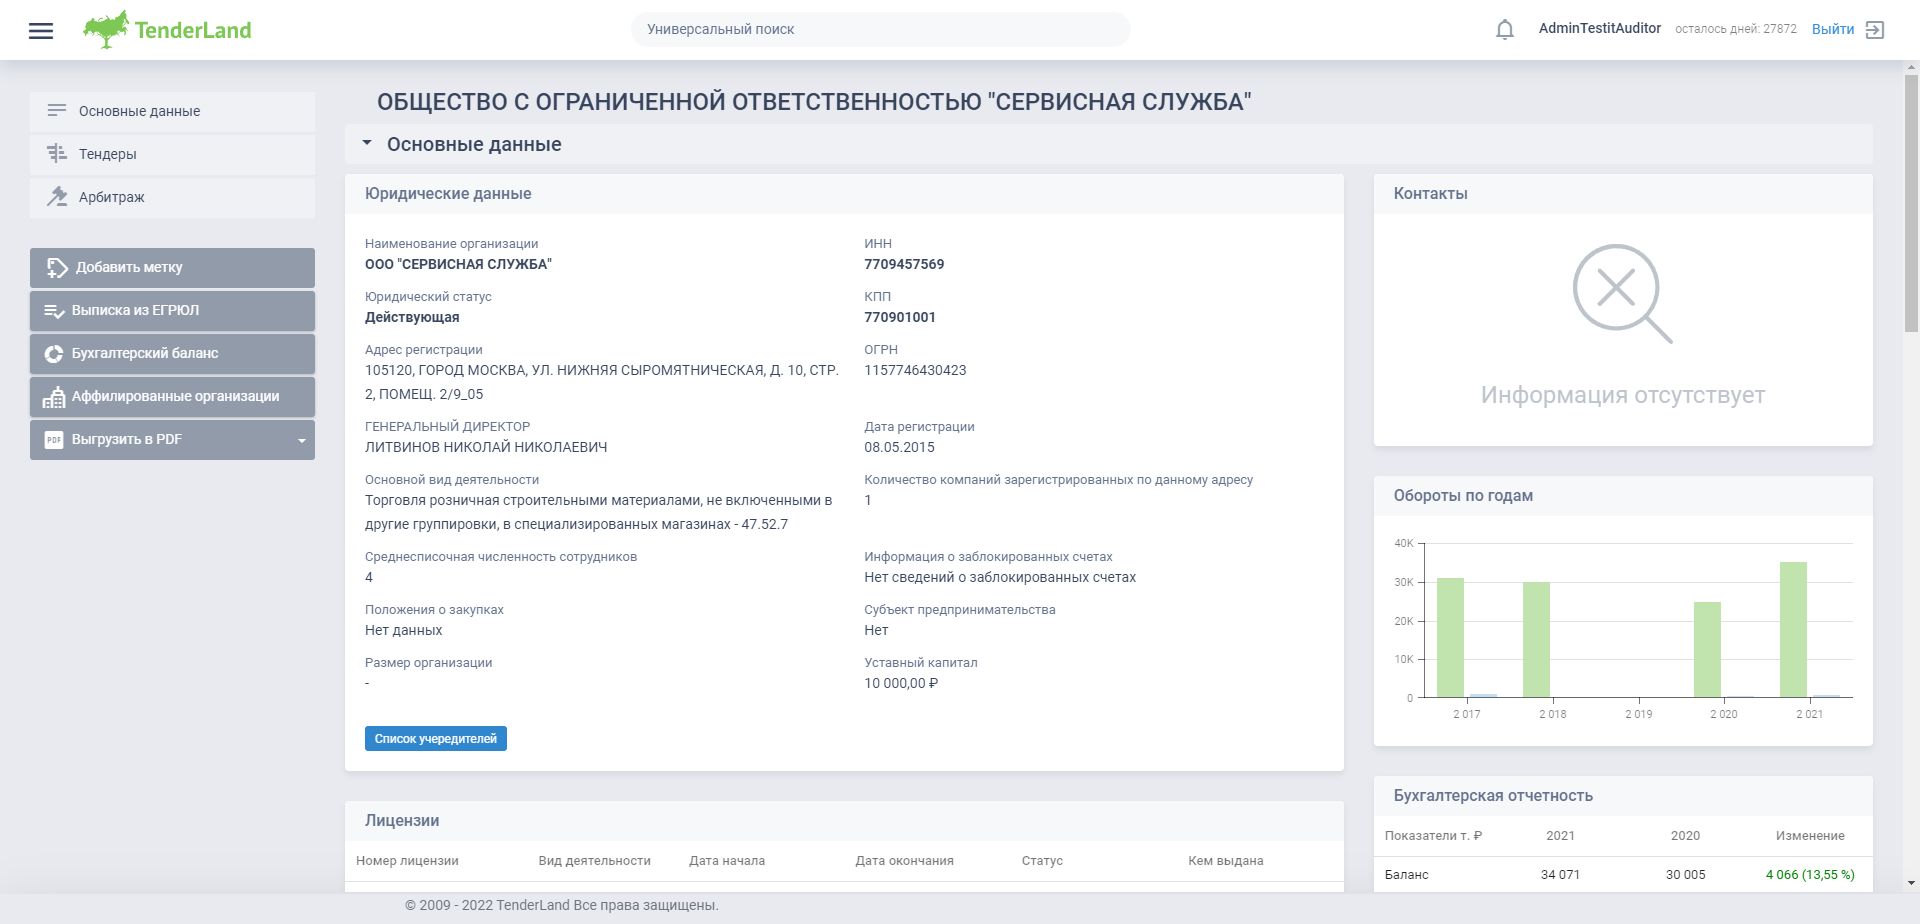 TenderLand
Универсальный поиск
AdminTestitAuditor
осталось дней: 27872
Выйти
Основные данные
Тендеры
Арбитраж
Добавить метку
Выписка из ЕГРЮЛ
Бухгалтерский баланс
Аффилированные организации
PDF Выгрузить в PDF
ОБЩЕСТВО С ОГРАНИЧЕННОЙ ОТВЕТСТВЕННОСТЬЮ "СЕРВИСНАЯ СЛУЖБА"
Основные данные
Юридические данные
Наименование организации
ООО "СЕРВИСНАЯ СЛУЖБА"
ИНН
7709457569
Юридический статус
Действующая
КПП
770901001
Адрес регистрации
105120, ГОРОД МОСКВА, УЛ. НИЖНЯЯ СЫРОМЯТНИЧЕСКАЯ, Д. 10, СТР.
2, ПОМЕЩ. 2/9_05
ОГРН
1157746430423
ГЕНЕРАЛЬНЫЙ ДИРЕКТОР
ЛИТВИНОВ НИКОЛАЙ НИКОЛАЕВИЧ
Дата регистрации
08.05.2015
Основной вид деятельности
Торговля розничная строительными материалами, не включенными в
другие группировки, в специализированных магазинах - 47.52.7
Количество компаний зарегистрированных по данному адресу
1
Среднесписочная численность сотрудников
4
Информация о заблокированных счетах
Нет сведений о заблокированных счетах
Положения о закупках
Нет данных
Субъект предпринимательства
Нет
Размер организации
-
Уставный капитал
10 000,00 ₽
Список учередителей
Лицензии
Номер лицензии Вид деятельности Дата начала Дата окончания Статус Кем выдана
Контакты
Информация отсутствует
Обороты по годам
40K
30K
20K
10K
0
2 017 2 018 2 019 2 020 2 021
Бухгалтерская отчетность
Показатели т. ₽ 2021 2020 Изменение
Баланс 34 071 30 005 4 066 (13,55 %)
© 2009 - 2022 TenderLand Все права защищены.